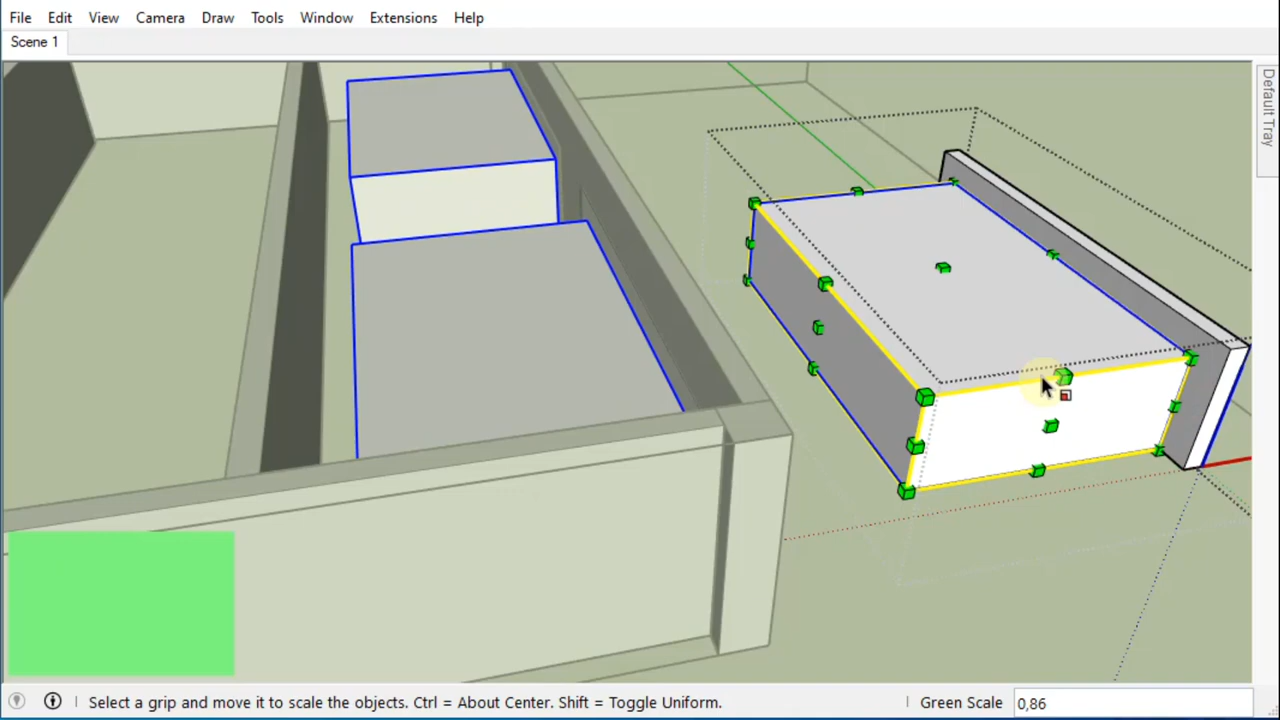 File Edit View Camera Draw Tools Window Extensions Help
Scene 1
Default Tray
Select a grip and move it to scale the objects. Ctrl = About Center. Shift = Toggle Uniform. Green Scale 0,86